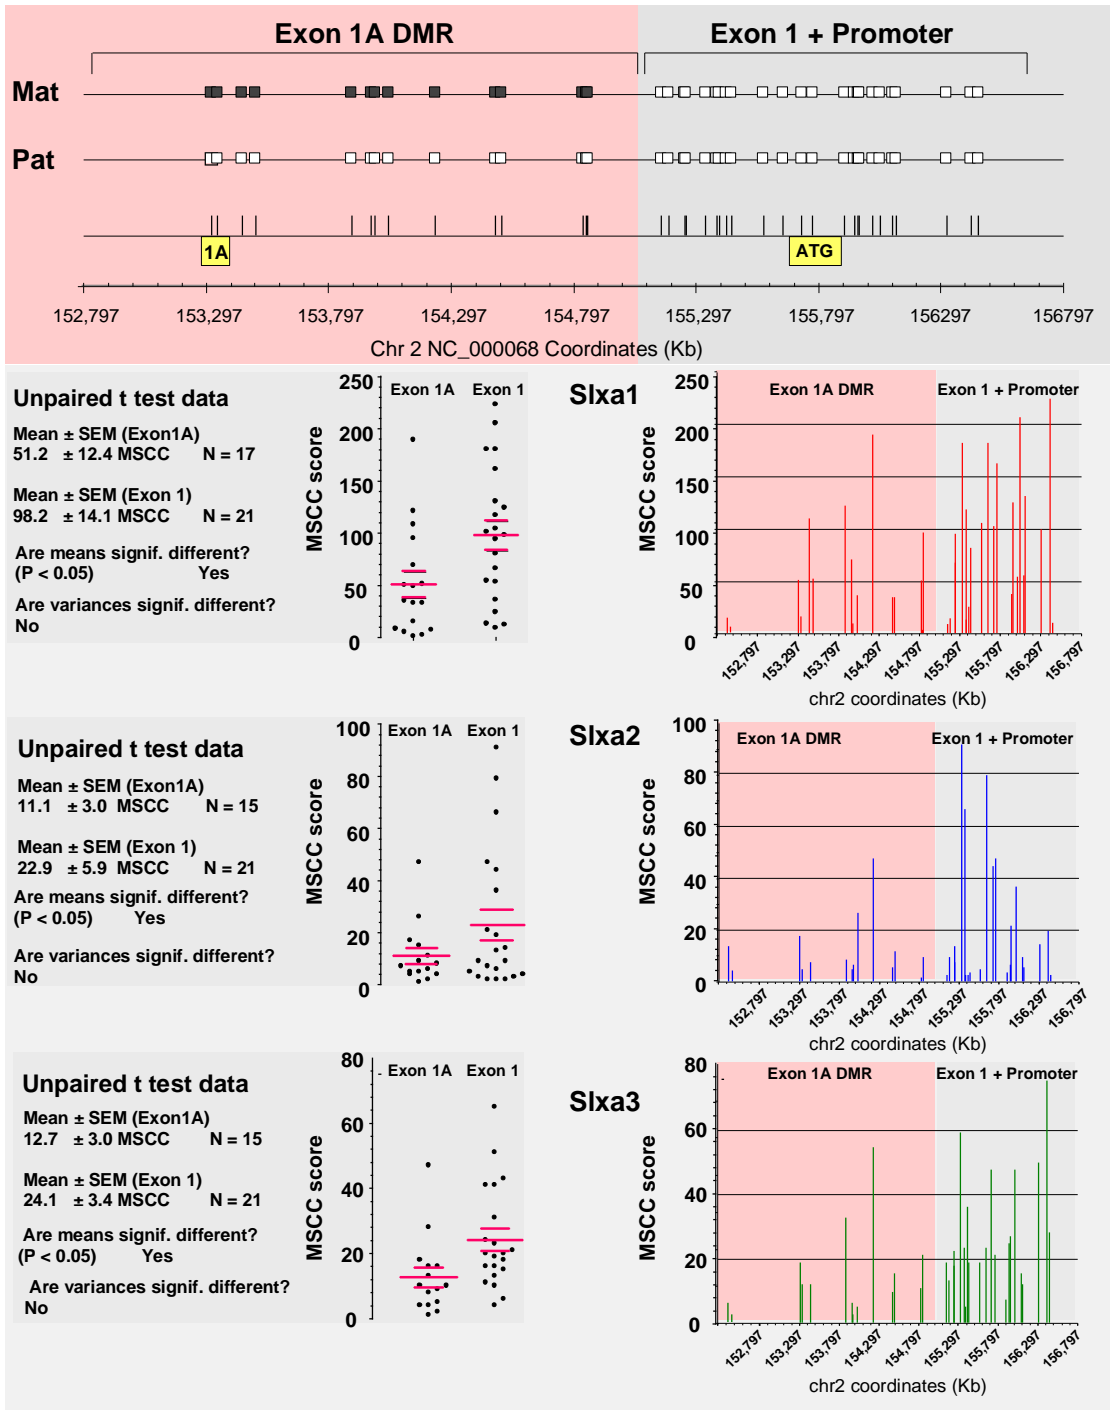 Exon 1A DMR Exon 1 + Promoter
Mat
Pat
1A ATG
152,797 153,297 153,797 154,297 154,797 155,297 155,797 156297 156797
Chr 2 NC_000068 Coordinates (Kb)
Unpaired t test data
Mean ± SEM (Exon1A)
51.2 ± 12.4 MSCC N = 17
Mean ± SEM (Exon 1)
98.2 ± 14.1 MSCC N = 21
Are means signif. different?
(P < 0.05) Yes
Are variances signif. different?
No
MSCC score
250
200
150
100
50
0
Exon 1A Exon 1
Slxa1
MSCC score
250
200
150
100
50
0
Exon 1A DMR Exon 1 + Promoter
152,797 153,297 153,797 154,297 154,797 155,297 155,797 156,297 156,797
chr2 coordinates (Kb)
Unpaired t test data
Mean ± SEM (Exon1A)
11.1 ± 3.0 MSCC N = 15
Mean ± SEM (Exon 1)
22.9 ± 5.9 MSCC N = 21
Are means signif. different?
(P < 0.05) Yes
Are variances signif. different?
No
MSCC score
100
80
60
40
20
0
Exon 1A Exon 1
Slxa2
MSCC score
100
80
60
40
20
0
Exon 1A DMR Exon 1 + Promoter
152,797 153,297 153,797 154,297 154,797 155,297 155,797 156,297 156,797
chr2 coordinates (Kb)
Unpaired t test data
Mean ± SEM (Exon1A)
12.7 ± 3.0 MSCC N = 15
Mean ± SEM (Exon 1)
24.1 ± 3.4 MSCC N = 21
Are means signif. different?
(P < 0.05) Yes
Are variances signif. different?
No
MSCC score
80
60
40
20
0
Exon 1A Exon 1
Slxa3
MSCC score
80
60
40
20
0
Exon 1A DMR Exon 1 + Promoter
152,797 153,297 153,797 154,297 154,797 155,297 155,797 156,297 156,797
chr2 coordinates (Kb)